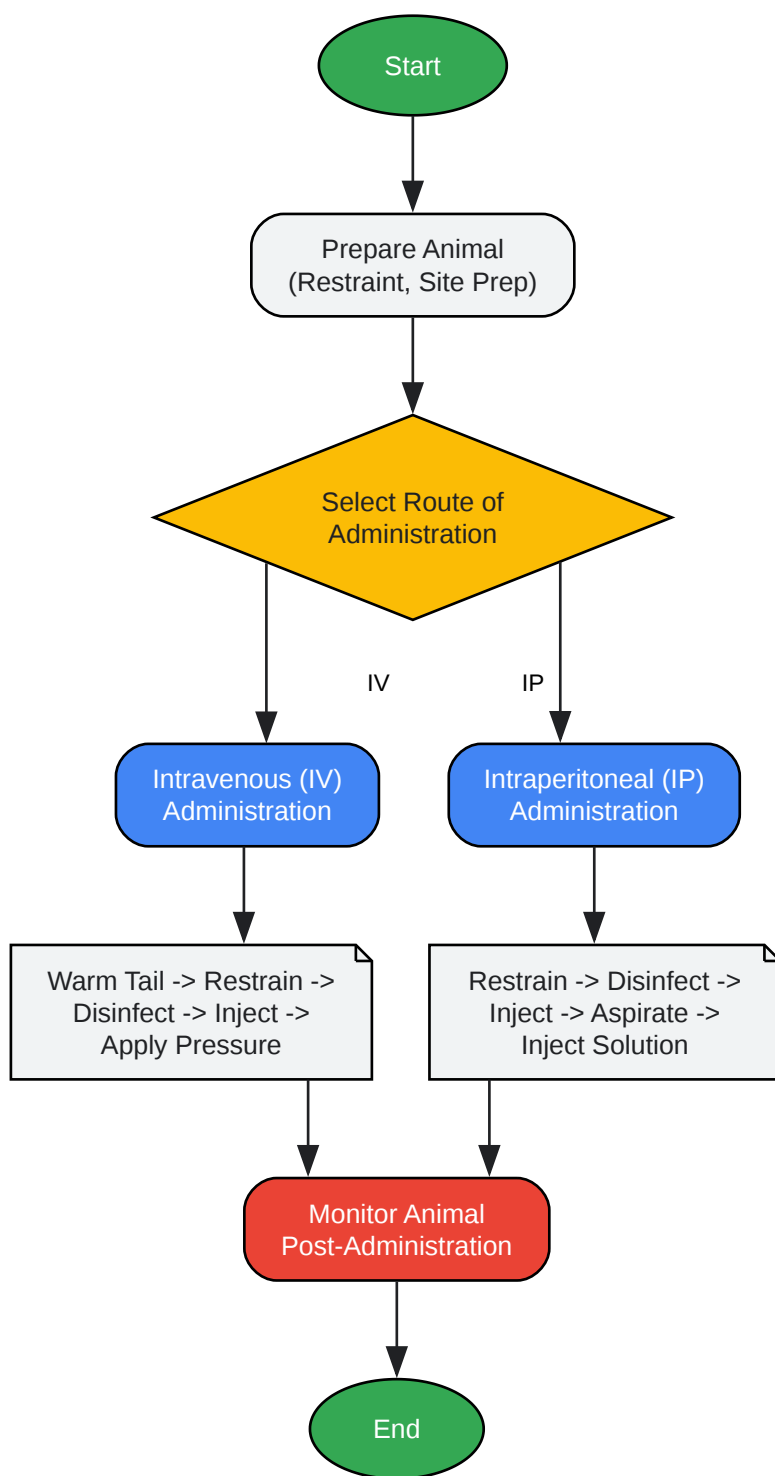 Start
Prepare Animal
(Restraint, Site Prep)
Select Route of
Administration
IV
IP
Intravenous (IV)
Administration
Intraperitoneal (IP)
Administration
Warm Tail -> Restrain ->
Disinfect -> Inject ->
Apply Pressure
Restrain -> Disinfect ->
Inject -> Aspirate ->
Inject Solution
Monitor Animal
Post-Administration
End